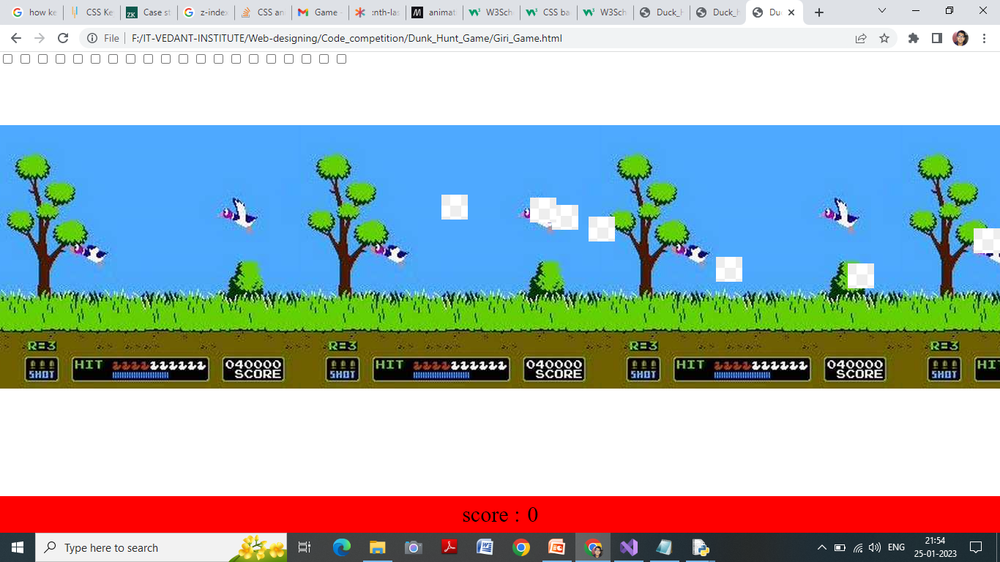 how ke
CSS Ke
Case st
z-index
CSS an
Gmail
Game -
:nth-las
animat
W3Sch
CSS ba
W3Sch
Duck_H
Duck_H
Du
File F:/IT-VEDANT-INSTITUTE/Web-designing/Code_competition/Dunk_Hunt_Game/Giri_Game.html
R=3 R=3 R=3 R=3
HIT 040000 HIT 040000 HIT 040000 HI
SHOT SCORE SHOT SCORE SHOT SCORE SHOT
score : 0
Type here to search
ENG
21:54
25-01-2023